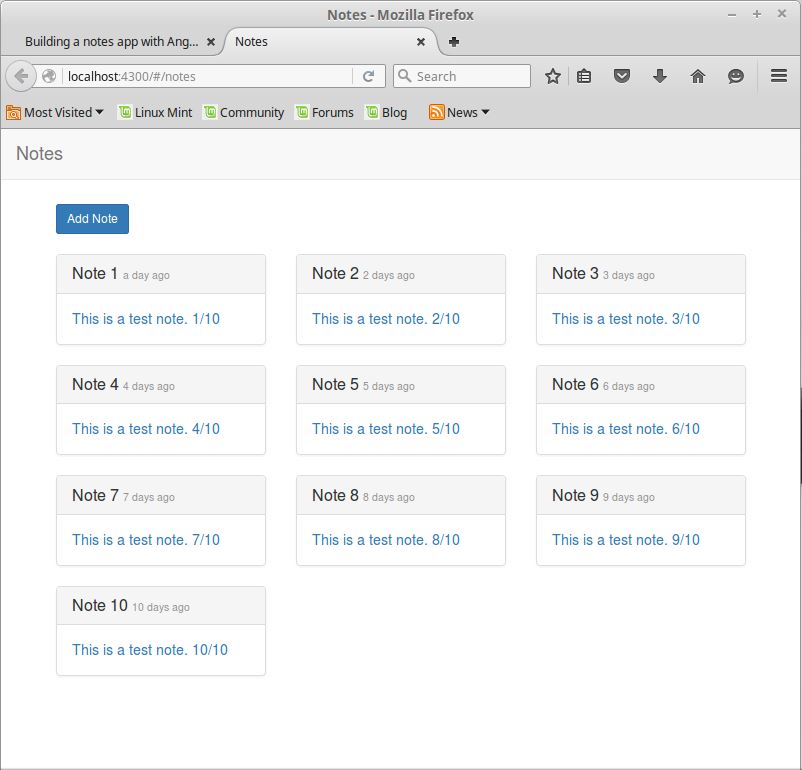 Notes - Mozilla Firefox
Building a notes app with Ang... Notes
localhost:4300/#/notes Search
Most Visited Linux Mint Community Forums Blog News
Notes
Add Note
Note 1 a day ago
This is a test note. 1/10
Note 2 2 days ago
This is a test note. 2/10
Note 3 3 days ago
This is a test note. 3/10
Note 4 4 days ago
This is a test note. 4/10
Note 5 5 days ago
This is a test note. 5/10
Note 6 6 days ago
This is a test note. 6/10
Note 7 7 days ago
This is a test note. 7/10
Note 8 8 days ago
This is a test note. 8/10
Note 9 9 days ago
This is a test note. 9/10
Note 10 10 days ago
This is a test note. 10/10